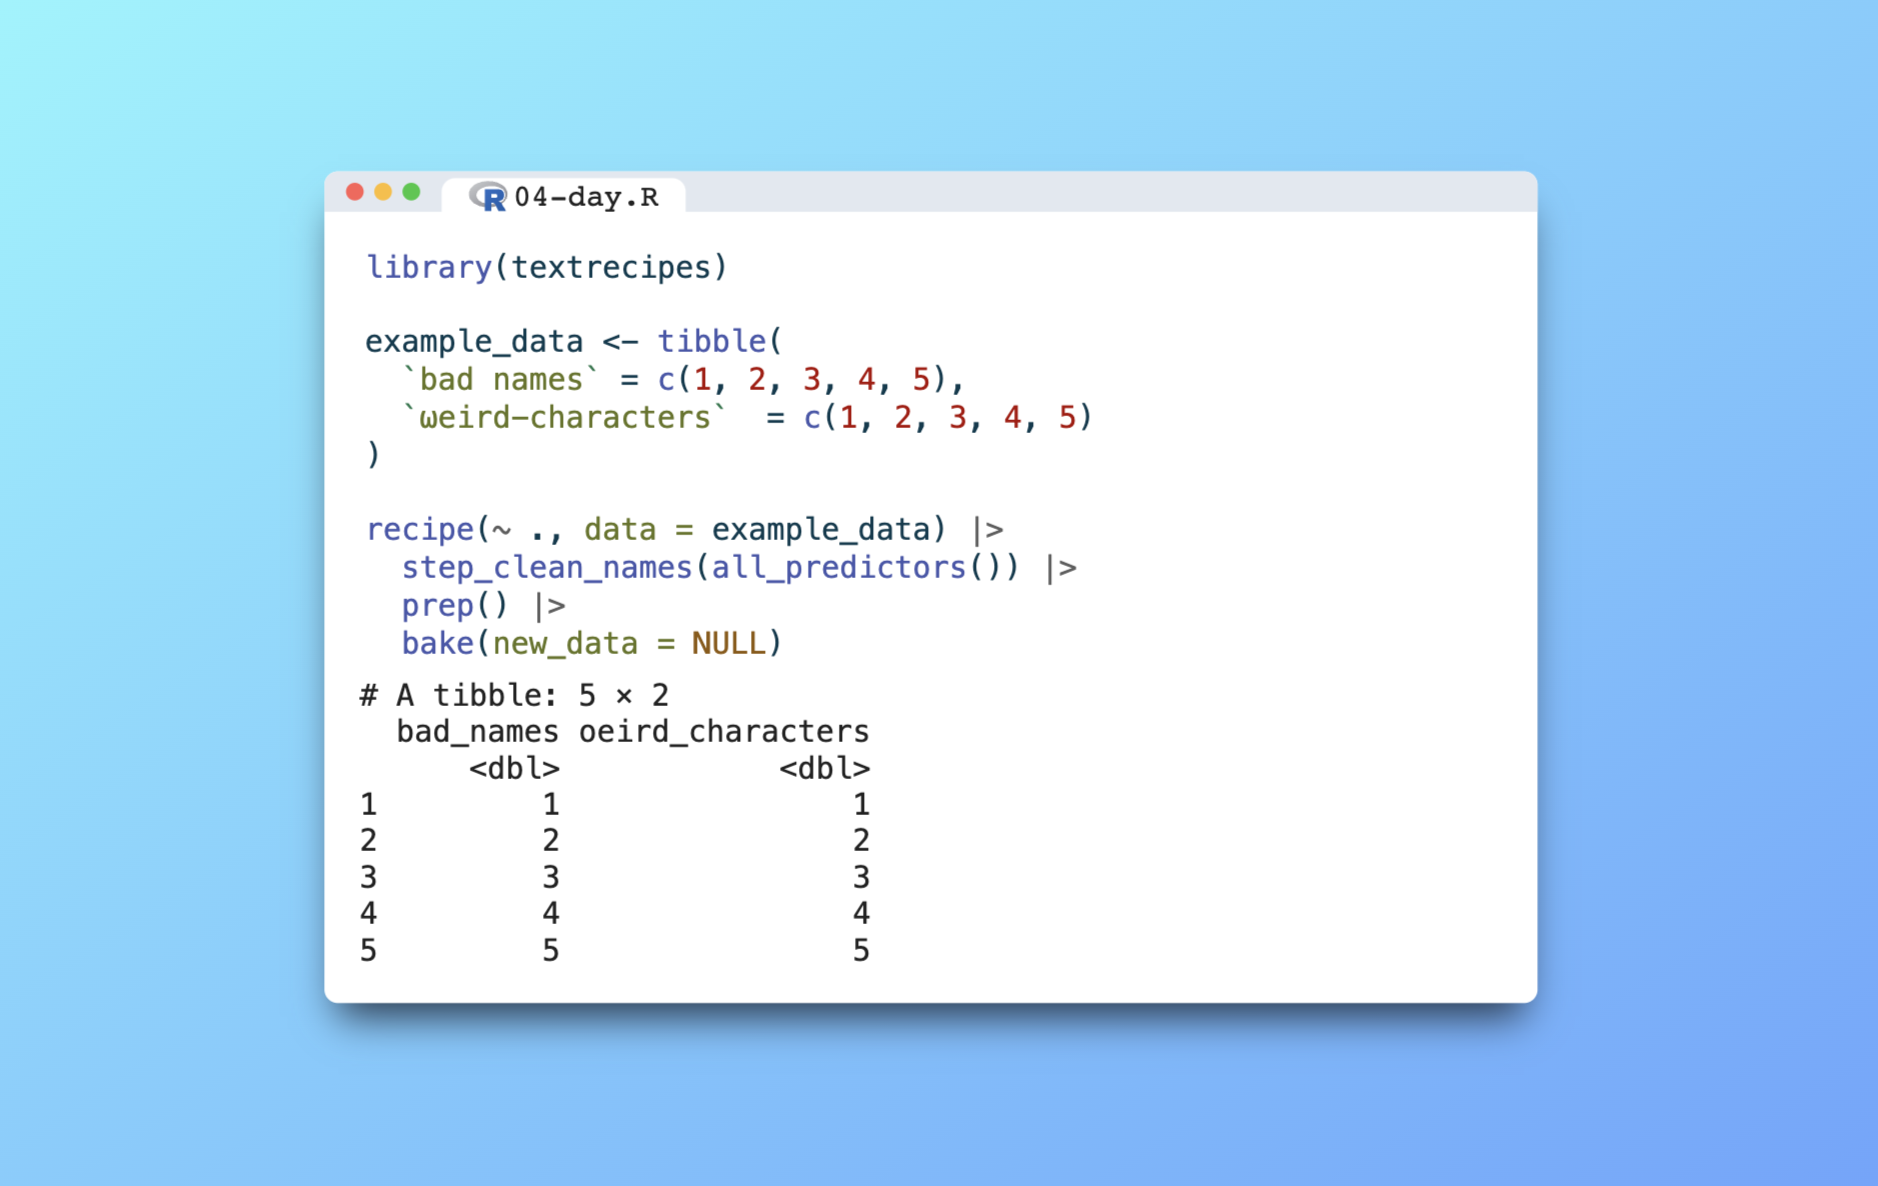 R 04-day.R
library(textrecipes)
example_data <- tibble(
  `bad names` = c(1, 2, 3, 4, 5),
  `ωeird-characters`  = c(1, 2, 3, 4, 5)
)
recipe(~ ., data = example_data) |>
  step_clean_names(all_predictors()) |>
  prep() |>
  bake(new_data = NULL)
# A tibble: 5 × 2
  bad_names oeird_characters
      <dbl>            <dbl>
1         1                1
2         2                2
3         3                3
4         4                4
5         5                5